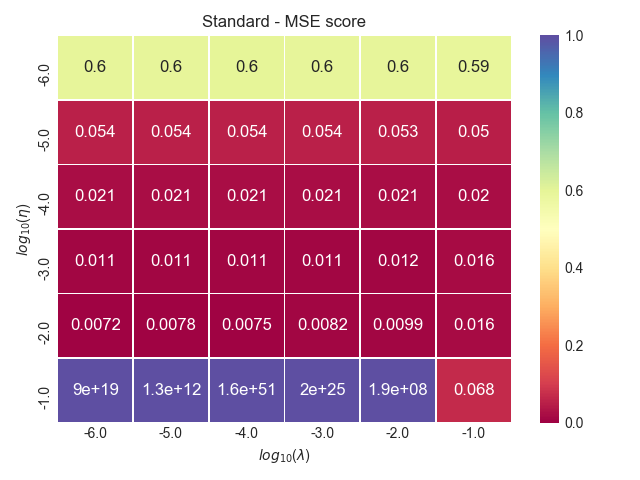 Standard - MSE score
-6.0 0.6 0.6 0.6 0.6 0.6 0.59
-5.0 0.054 0.054 0.054 0.054 0.053 0.05
-4.0 0.021 0.021 0.021 0.021 0.021 0.02
-3.0 0.011 0.011 0.011 0.011 0.012 0.016
-2.0 0.0072 0.0078 0.0075 0.0082 0.0099 0.016
-1.0 9e+19 1.3e+12 1.6e+51 2e+25 1.9e+08 0.068
-6.0 -5.0 -4.0 -3.0 -2.0 -1.0
log₁₀(λ)
log₁₀(η)
1.0
0.8
0.6
0.4
0.2
0.0